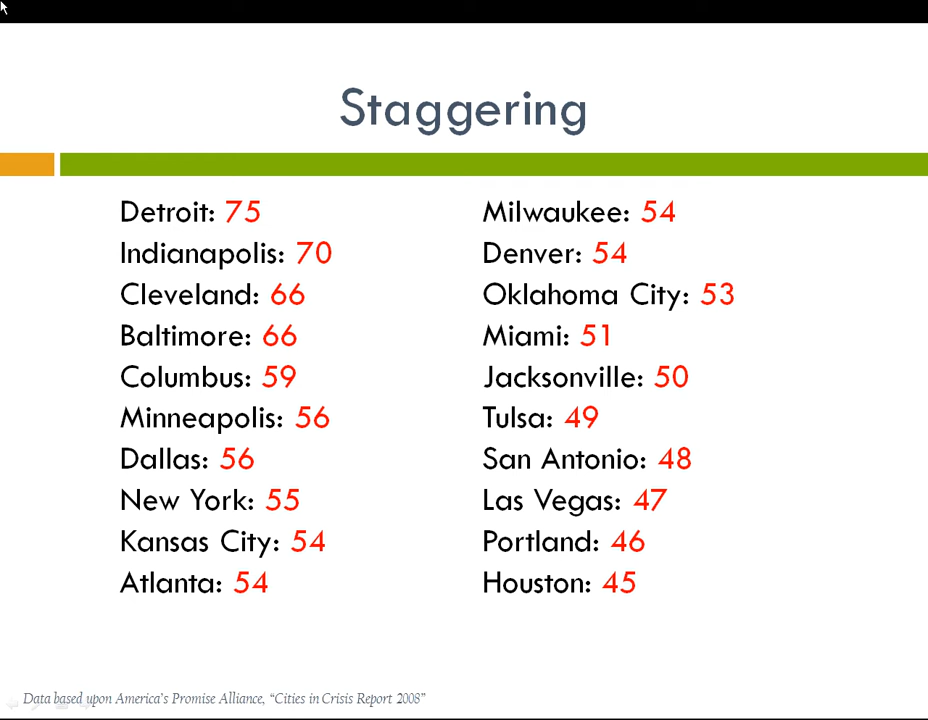 Staggering
Detroit: 75
Indianapolis: 70
Cleveland: 66
Baltimore: 66
Columbus: 59
Minneapolis: 56
Dallas: 56
New York: 55
Kansas City: 54
Atlanta: 54
Milwaukee: 54
Denver: 54
Oklahoma City: 53
Miami: 51
Jacksonville: 50
Tulsa: 49
San Antonio: 48
Las Vegas: 47
Portland: 46
Houston: 45
Data based upon America's Promise Alliance, "Cities in Crisis Report 2008"